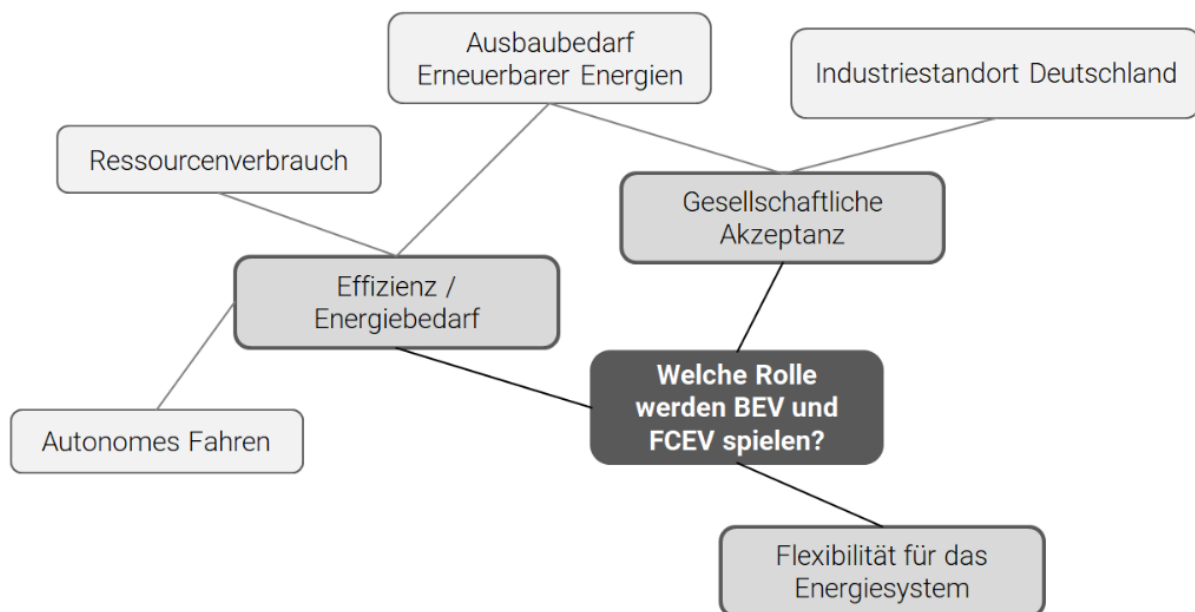 Ausbaubedarf
Erneuerbarer Energien
Industriestandort Deutschland
Ressourcenverbrauch
Gesellschaftliche
Akzeptanz
Effizienz /
Energiebedarf
Welche Rolle
werden BEV und
FCEV spielen?
Autonomes Fahren
Flexibilität für das
Energiesystem